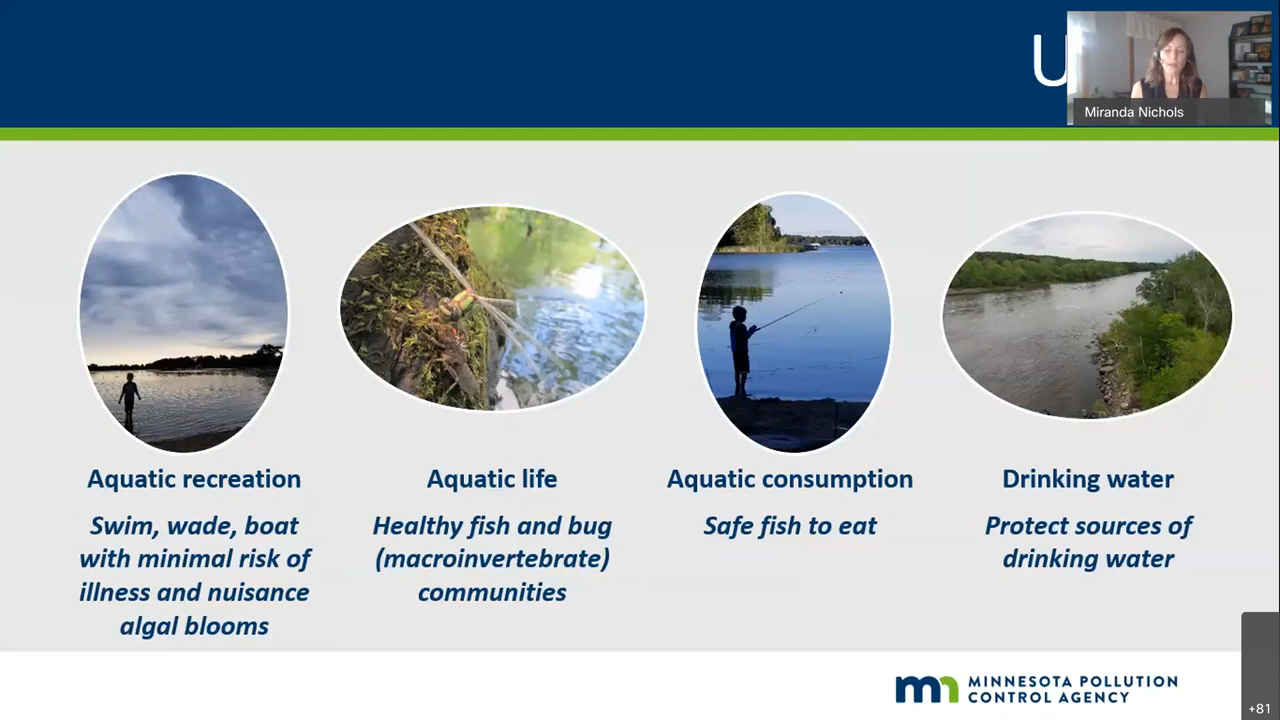 U
Miranda Nichols
Aquatic recreation
Swim, wade, boat
with minimal risk of
illness and nuisance
algal blooms
Aquatic life
Healthy fish and bug
(macroinvertebrate)
communities
Aquatic consumption
Safe fish to eat
Drinking water
Protect sources of
drinking water
mn MINNESOTA POLLUTION
CONTROL AGENCY
+81